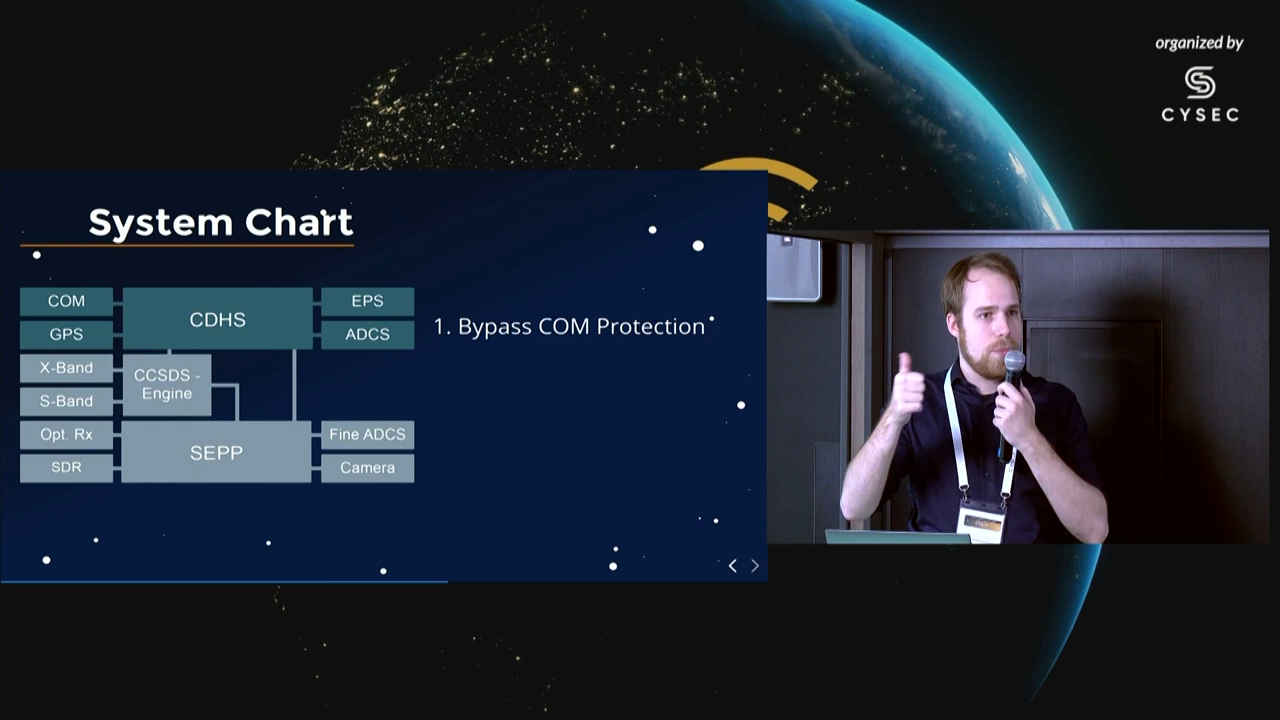 organized by
CYSEC
System Chart
COM
CDHS
EPS
GPS
ADCS
1. Bypass COM Protection
X-Band
CCSDS -
Engine
S-Band
Opt. Rx
SEPP
Fine ADCS
SDR
Camera